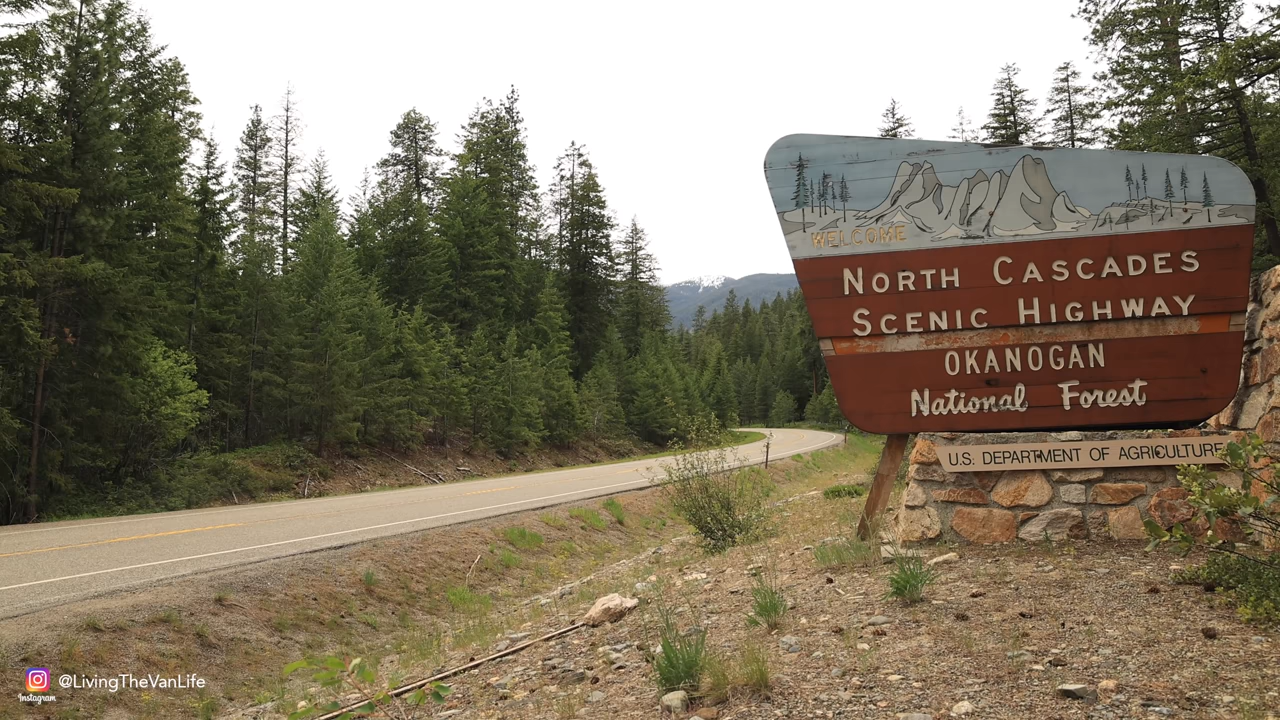 WELCOME
NORTH CASCADES
SCENIC HIGHWAY
OKANOGAN
National Forest
U.S. DEPARTMENT OF AGRICULTURE
@LivingTheVanLife
Instagram